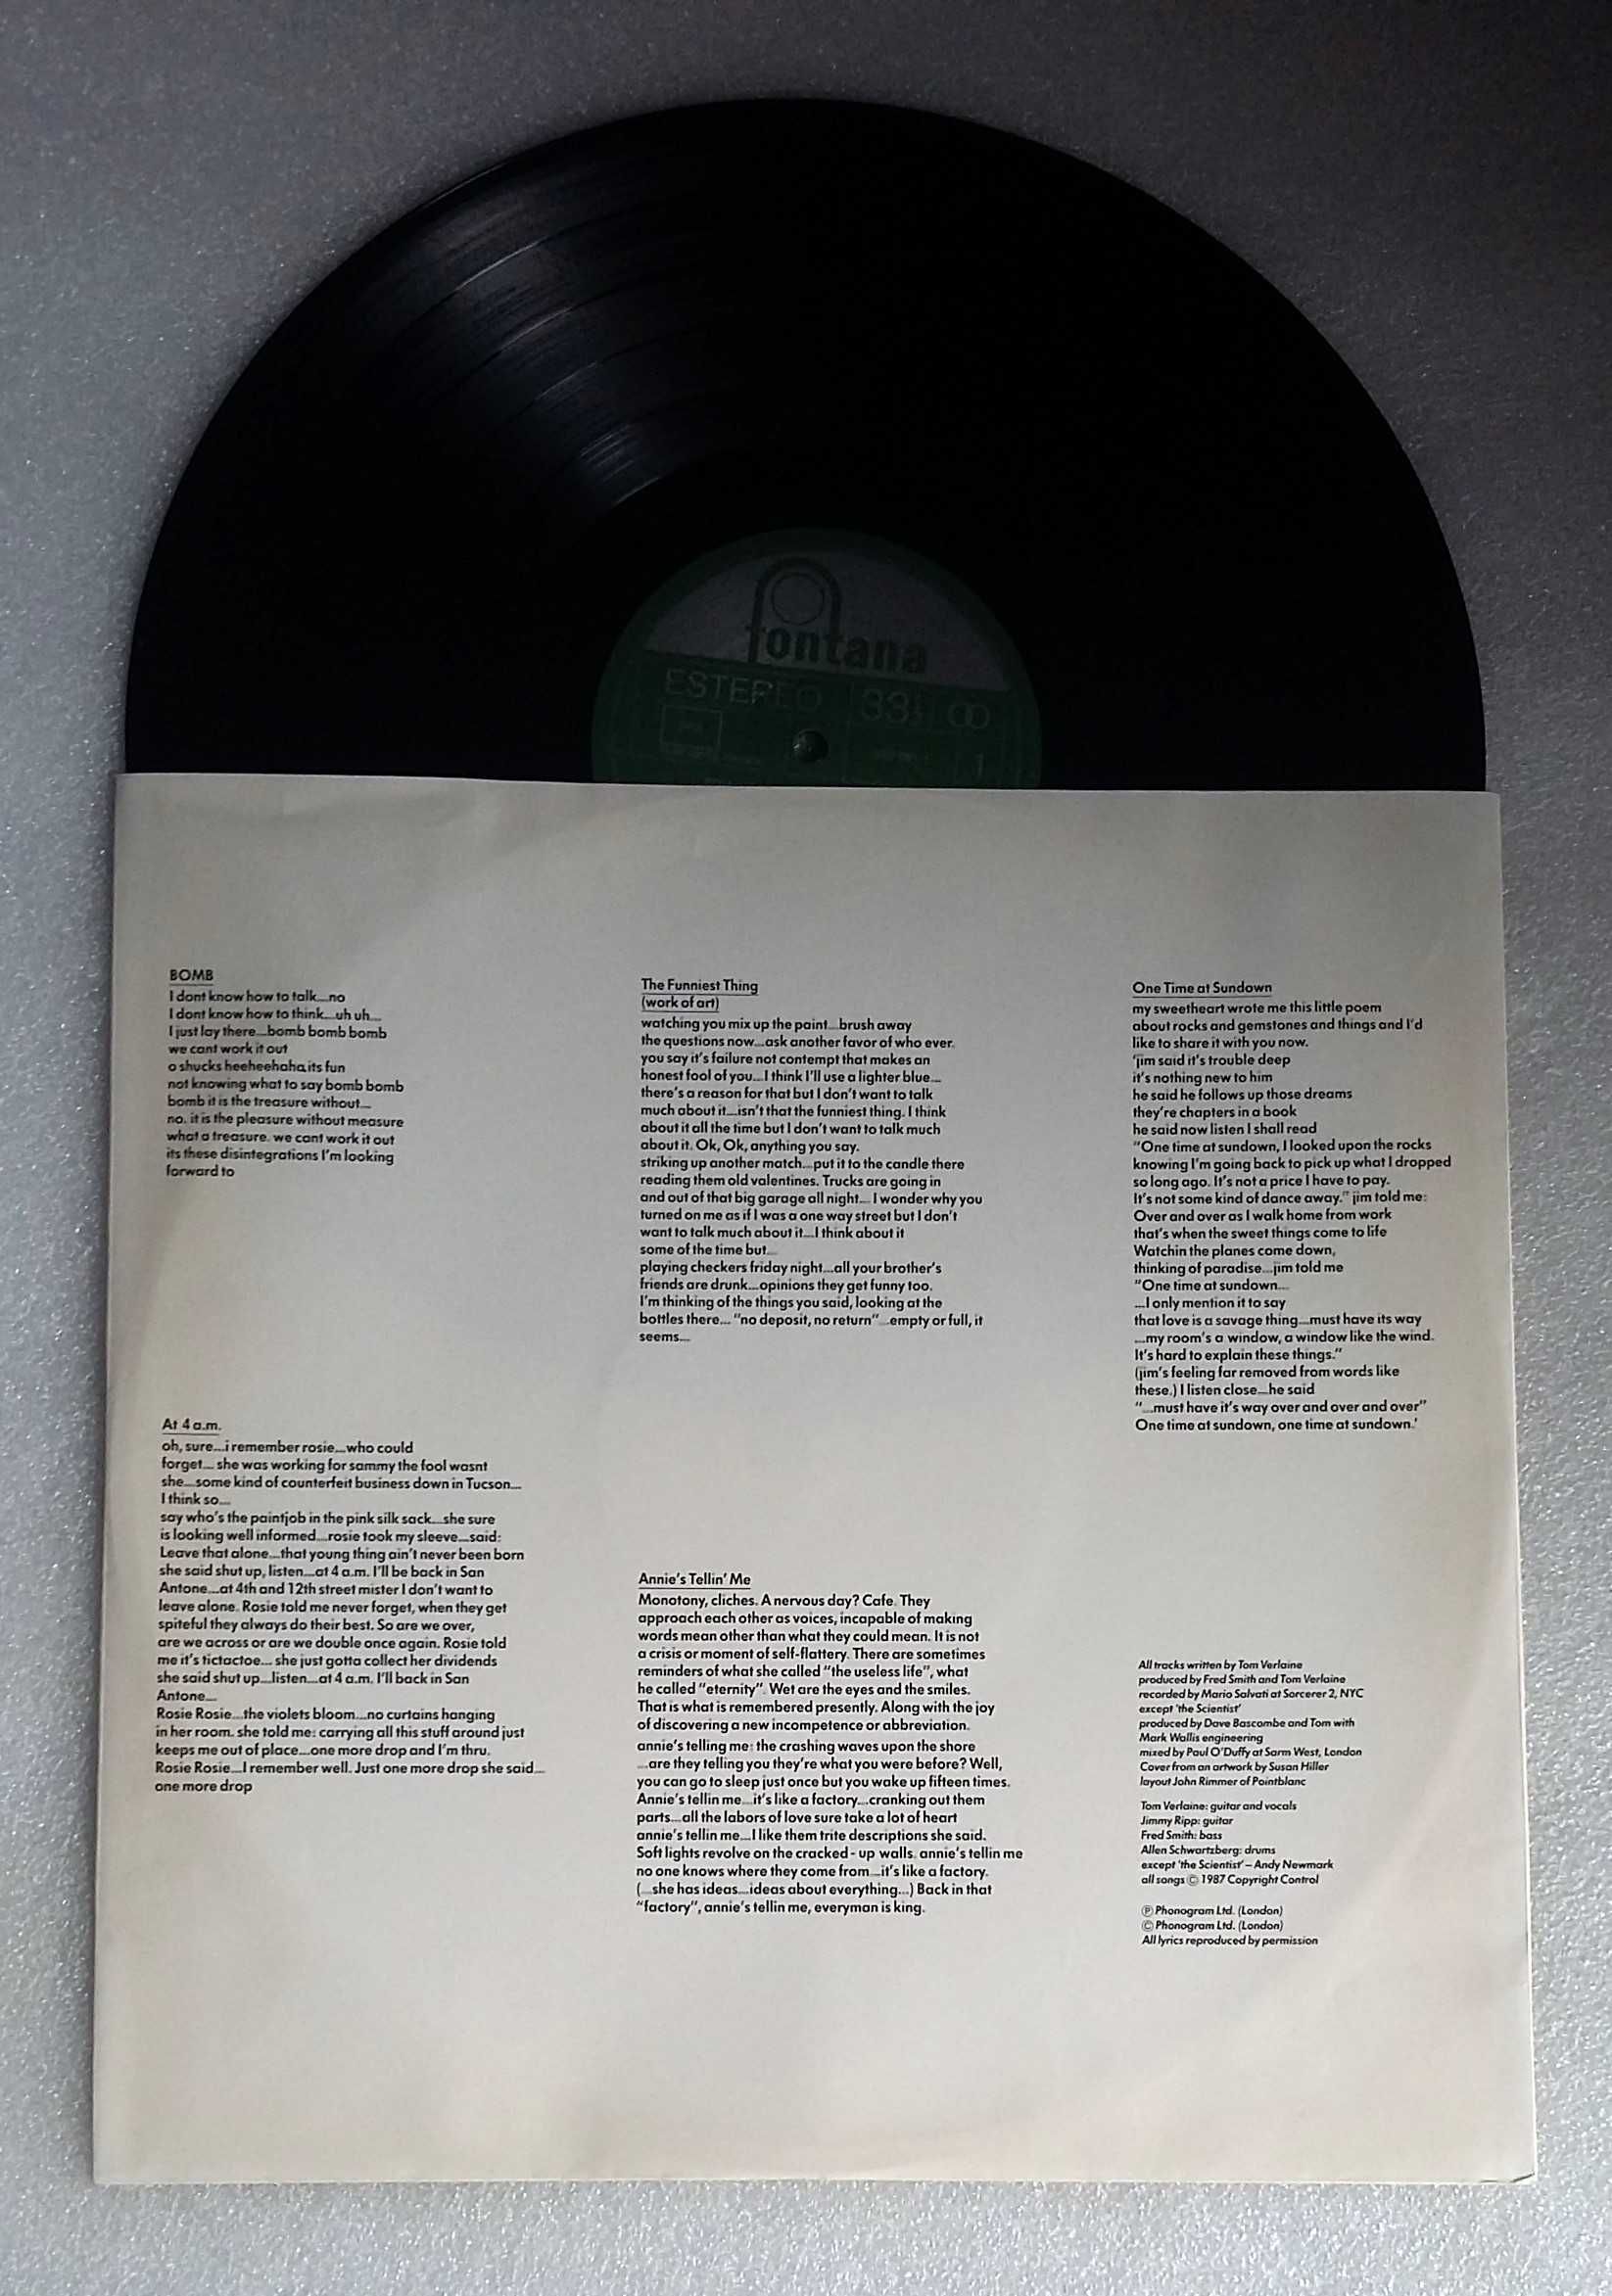 fontana
ESTEREO 33⅓ 00
1
BOMB
I dont know how to talk....no
I dont know how to think....uh uh....
I just lay there....bomb bomb bomb
we cant work it out
o shucks heeheehaha its fun
not knowing what to say bomb bomb
bomb it is the treasure without....
no. it is the pleasure without measure
what a treasure. we cant work it out
its these disintegrations I'm looking
forward to
At 4 a.m.
oh, sure....i remember rosie....who could
forget.... she was working for sammy the fool wasnt
she....some kind of counterfeit business down in Tucson....
I think so....
say who's the paintjob in the pink silk sack....she sure
is looking well informed....rosie took my sleeve....said:
Leave that alone....that young thing ain't never been born
she said shut up, listen....at 4 a.m. I'll be back in San
Antone....at 4th and 12th street mister I don't want to
leave alone. Rosie told me never forget, when they get
spiteful they always do their best. So are we over,
are we across or are we double once again. Rosie told
me it's tictactoe.... she just gotta collect her dividends
she said shut up....listen....at 4 a.m. I'll back in San
Antone....
Rosie Rosie....the violets bloom....no curtains hanging
in her room. she told me: carrying all this stuff around just
keeps me out of place....one more drop and I'm thru.
Rosie Rosie....I remember well. Just one more drop she said....
one more drop
The Funniest Thing
(work of art)
watching you mix up the paint....brush away
the questions now....ask another favor of who ever.
you say it's failure not contempt that makes an
honest fool of you....I think I'll use a lighter blue....
there's a reason for that but I don't want to talk
much about it....isn't that the funniest thing. I think
about it all the time but I don't want to talk much
about it. Ok, Ok, anything you say.
striking up another match....put it to the candle there
reading them old valentines. Trucks are going in
and out of that big garage all night.... I wonder why you
turned on me as if I was a one way street but I don't
want to talk much about it....I think about it
some of the time but....
playing checkers friday night....all your brother's
friends are drunk....opinions they get funny too.
I'm thinking of the things you said, looking at the
bottles there.... "no deposit, no return" ....empty or full, it
seems....
Annie's Tellin' Me
Monotony, cliches. A nervous day? Cafe. They
approach each other as voices, incapable of making
words mean other than what they could mean. It is not
a crisis or moment of self-flattery. There are sometimes
reminders of what she called "the useless life", what
he called "eternity". Wet are the eyes and the smiles.
That is what is remembered presently. Along with the joy
of discovering a new incompetence or abbreviation.
annie's telling me: the crashing waves upon the shore
....are they telling you they're what you were before? Well,
you can go to sleep just once but you wake up fifteen times.
Annie's tellin me....it's like a factory....cranking out them
parts....all the labors of love sure take a lot of heart
annie's tellin me....I like them trite descriptions she said.
Soft lights revolve on the cracked-up walls. annie's tellin me
no one knows where they come from....it's like a factory.
(....she has ideas....ideas about everything...) Back in that
"factory", annie's tellin me, everyman is king.
One Time at Sundown
my sweetheart wrote me this little poem
about rocks and gemstones and things and I'd
like to share it with you now.
'jim said it's trouble deep
it's nothing new to him
he said he follows up those dreams
they're chapters in a book
he said now listen I shall read
"One time at sundown, I looked upon the rocks
knowing I'm going back to pick up what I dropped
so long ago. It's not a price I have to pay.
It's not some kind of dance away." jim told me:
Over and over as I walk home from work
that's when the sweet things come to life
Watchin the planes come down,
thinking of paradise....jim told me
"One time at sundown....
....I only mention it to say
that love is a savage thing....must have its way
....my room's a window, a window like the wind.
It's hard to explain these things."
(jim's feeling far removed from words like
these.) I listen close....he said
"....must have it's way over and over and over"
One time at sundown, one time at sundown.'
All tracks written by Tom Verlaine
produced by Fred Smith and Tom Verlaine
recorded by Mario Salvati at Sorcerer 2, NYC
except 'the Scientist'
produced by Dave Bascombe and Tom with
Mark Wallis engineering
mixed by Paul O'Duffy at Sarm West, London
Cover from an artwork by Susan Hiller
layout John Rimmer of Pointblanc
Tom Verlaine: guitar and vocals
Jimmy Ripp: guitar
Fred Smith: bass
Allen Schwartzberg: drums
except 'the Scientist' – Andy Newmark
all songs © 1987 Copyright Control
℗ Phonogram Ltd. (London)
© Phonogram Ltd. (London)
All lyrics reproduced by permission